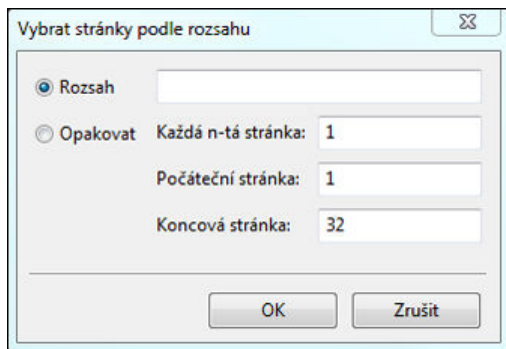 Vybrat stránky podle rozsahu
Rozsah
Opakovat Každá n-tá stránka: 1
Počáteční stránka: 1
Koncová stránka: 32
OK Zrušit